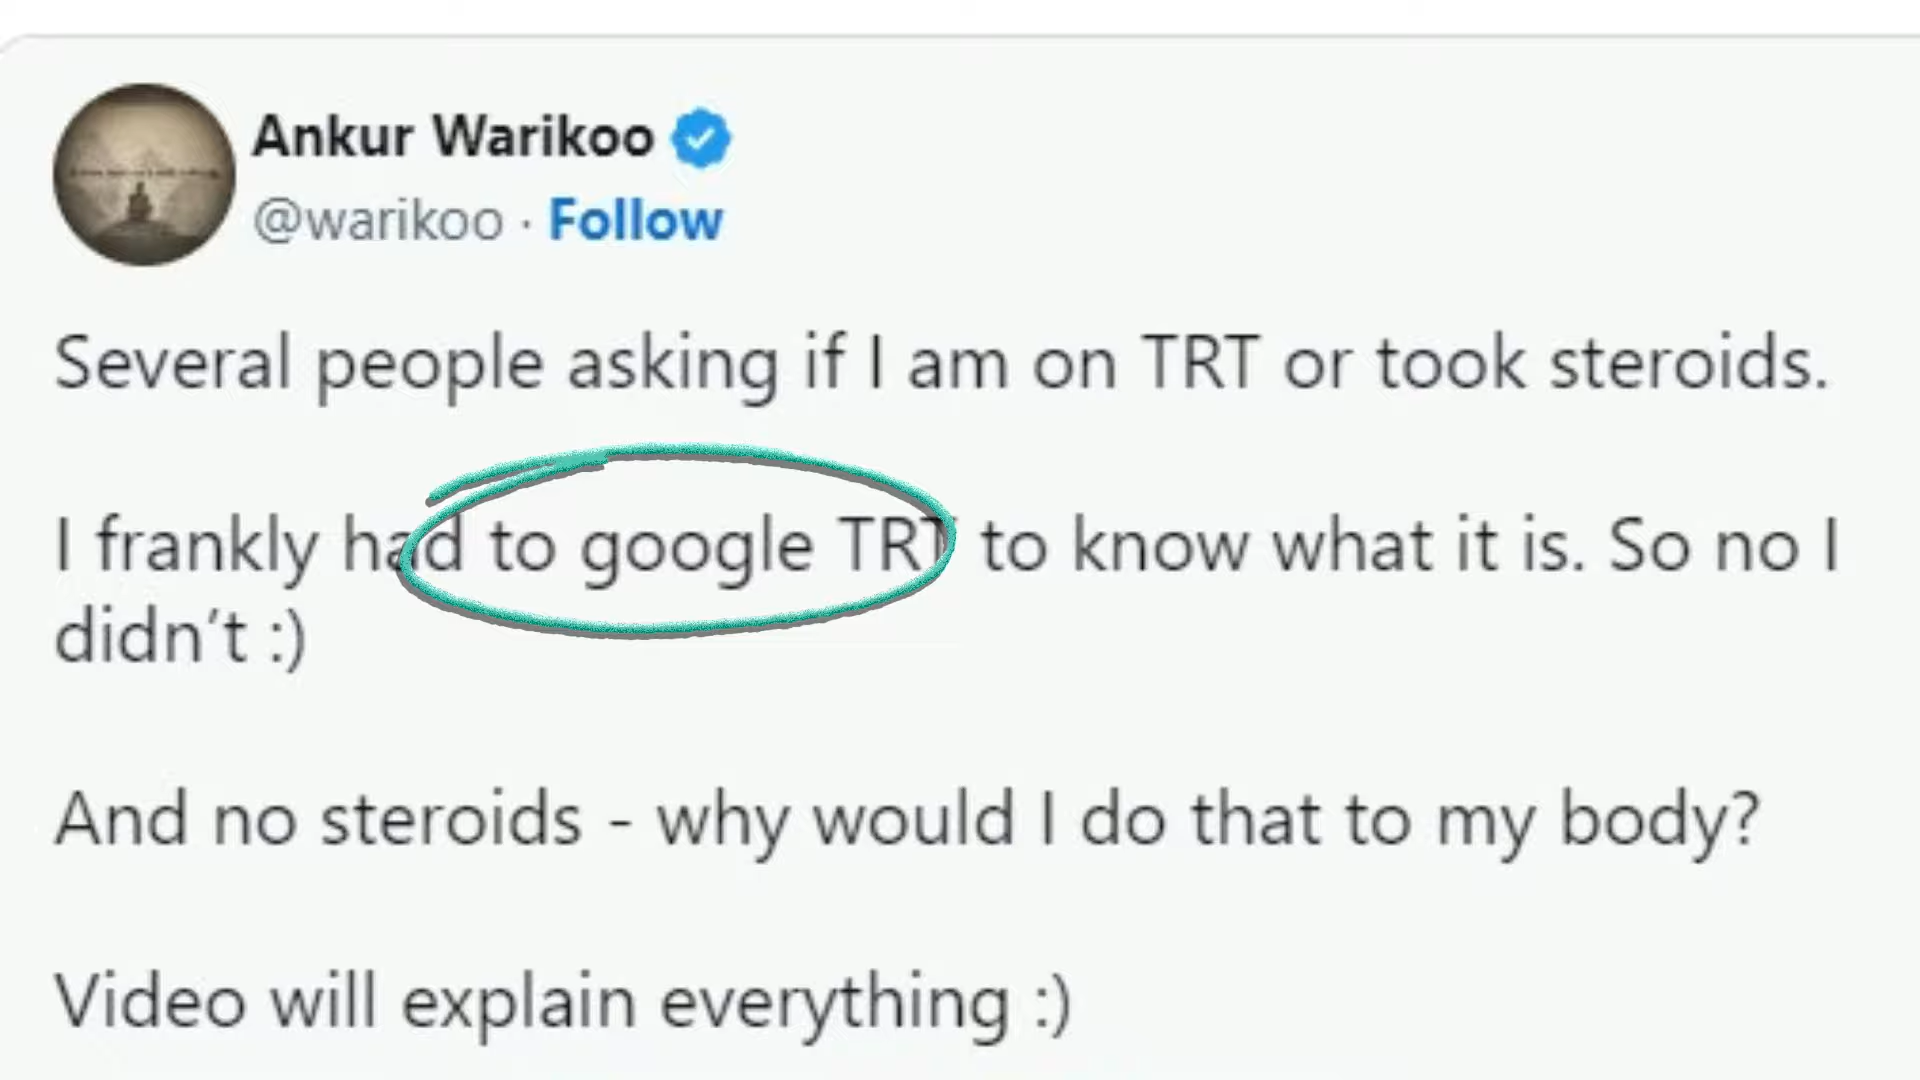 Ankur Warikoo
@warikoo · Follow
Several people asking if I am on TRT or took steroids.
I frankly had to google TRT to know what it is. So no I
didn’t :)
And no steroids - why would I do that to my body?
Video will explain everything :)